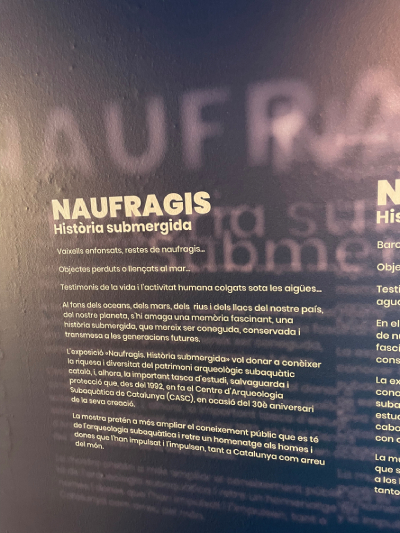 NAUFRAGIS
Història submergida
Vaixells enfonsats, restes de naufragis...
Objectes perduts o llençats al mar...
Testimonis de la vida i l'activitat humana colgats sota les aigües...
Al fons dels oceans, dels mars, dels rius i dels llacs del nostre país,
del nostre planeta, s'hi amaga una memòria fascinant, una
història submergida, que mereix ser coneguda, conservada i
transmesa a les generacions futures.
L'exposició «Naufragis. Història submergida» vol donar a conèixer
la riquesa i diversitat del patrimoni arqueològic subaquàtic
català, i, alhora, la important tasca d'estudi, salvaguarda i
protecció que, des del 1992, en fa el Centre d'Arqueologia
Subaquàtica de Catalunya (CASC), en ocasió del 30è aniversari
de la seva creació.
La mostra pretén a més ampliar el coneixement públic que es té
de l'arqueologia subaquàtica i retre un homenatge als homes i
dones que l'han impulsat i l'impulsen, tant a Catalunya com arreu
del món.